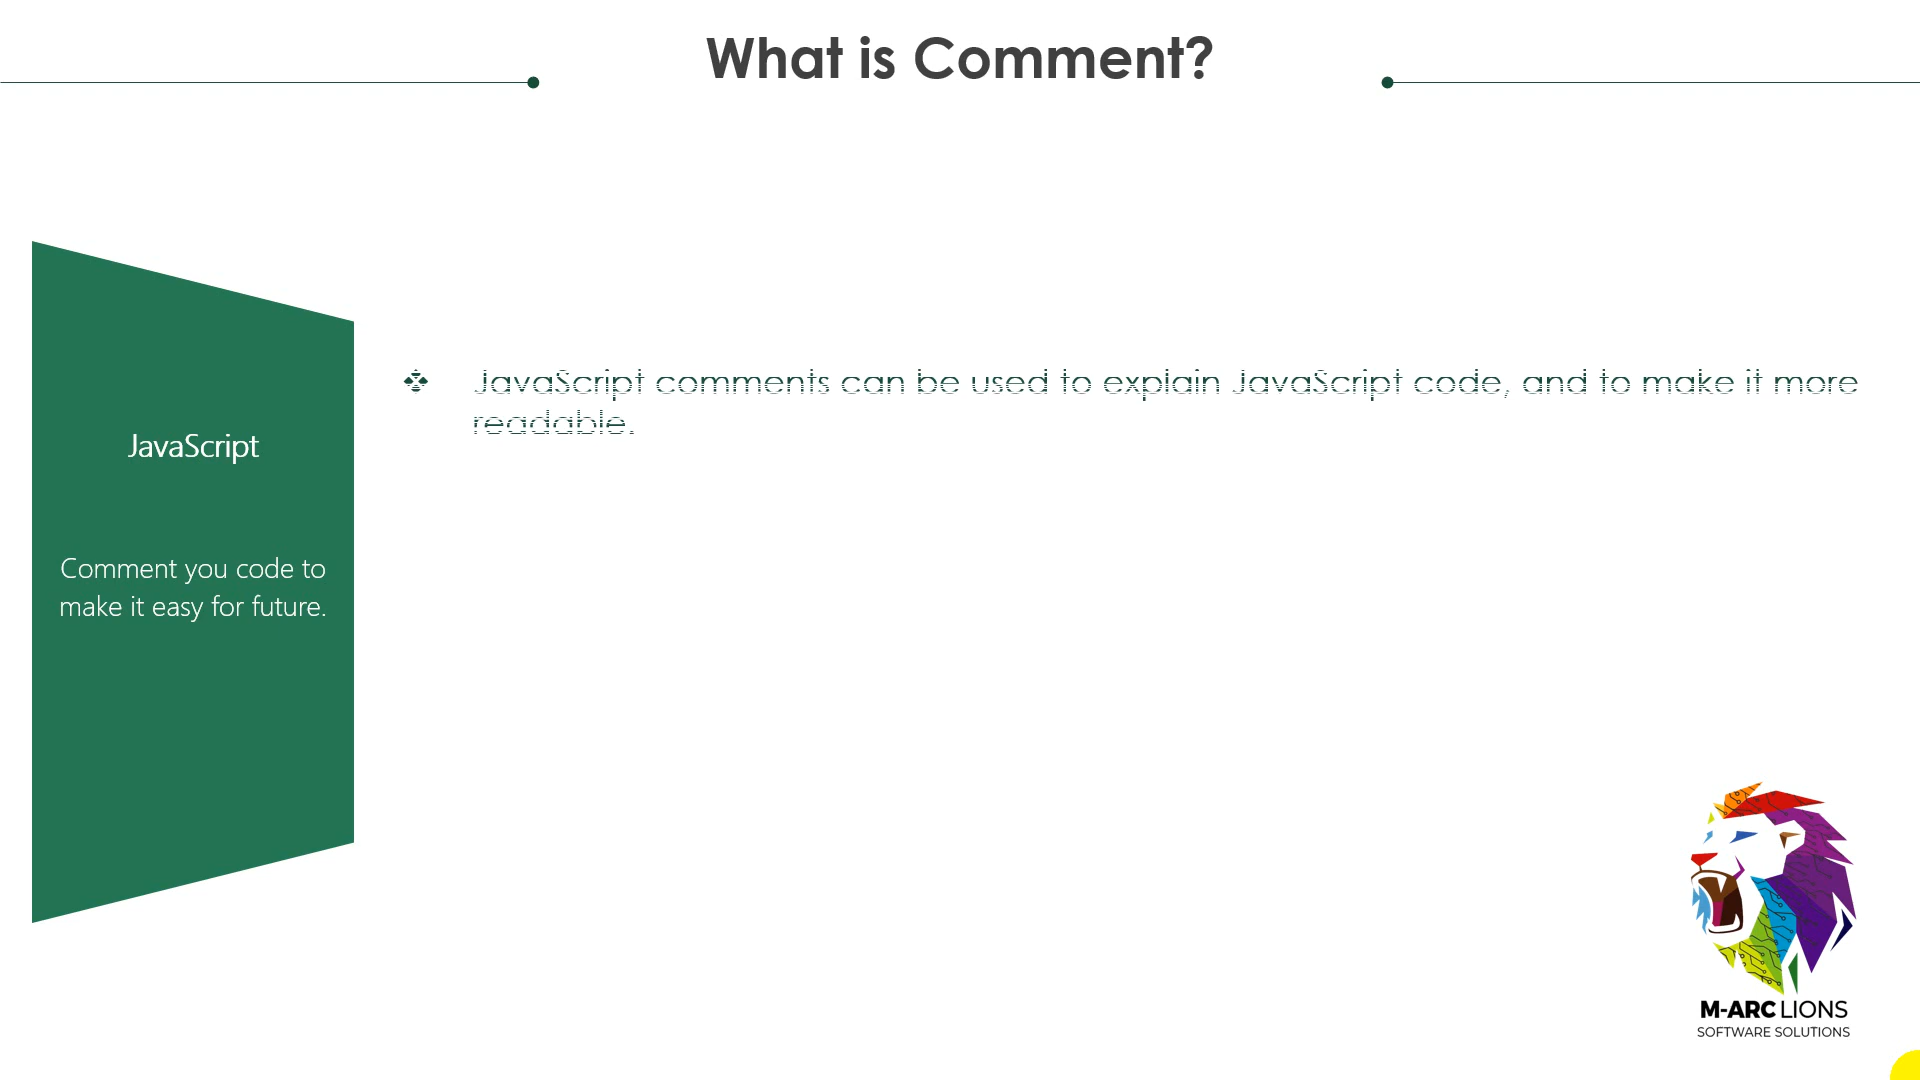 What is Comment?
JavaScript
Comment you code to
make it easy for future.
JavaScript comments can be used to explain JavaScript code, and to make it more
readable.
M-ARC LIONS
SOFTWARE SOLUTIONS